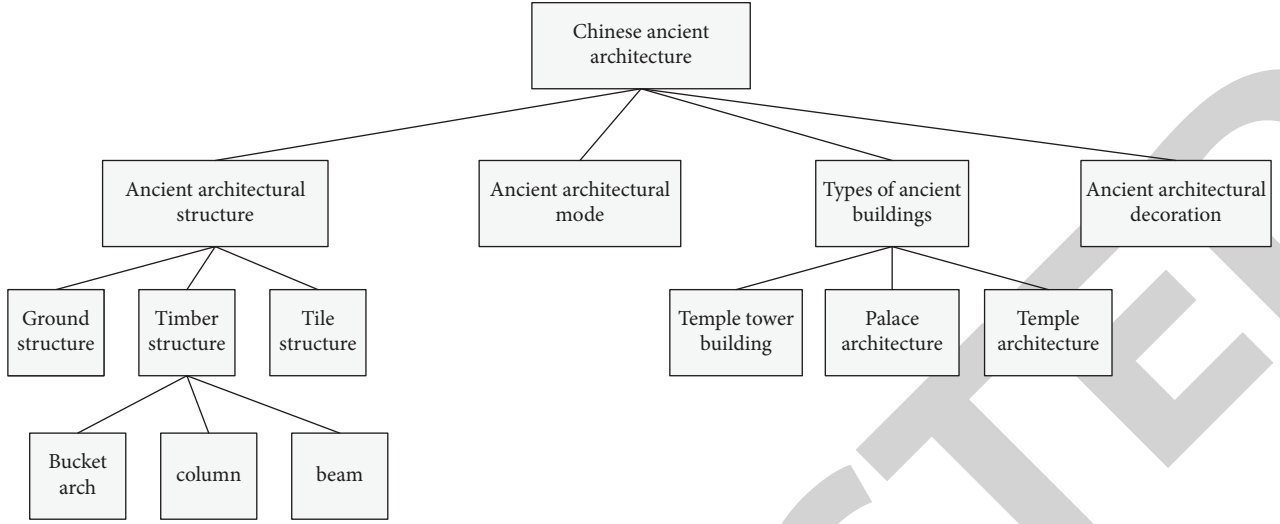 Chinese ancient
architecture
Ancient architectural
structure
Ancient architectural
mode
Types of ancient
buildings
Ancient architectural
decoration
Ground
structure
Timber
structure
Tile
structure
Temple tower
building
Palace
architecture
Temple
architecture
Bucket
arch
column
beam